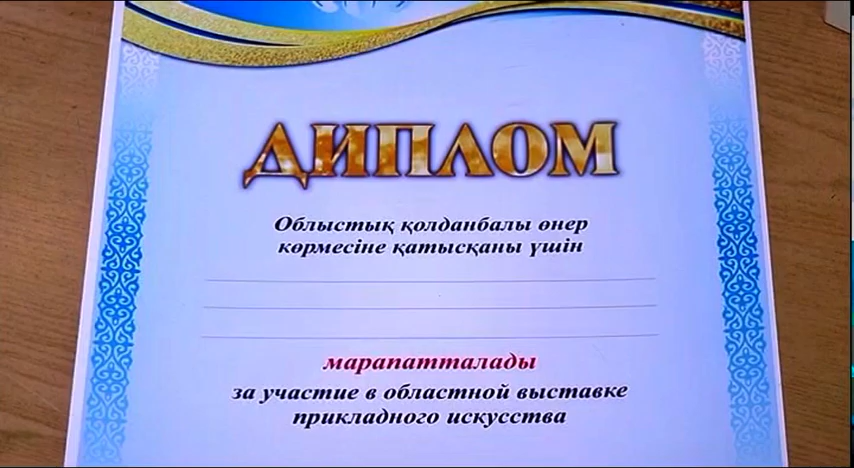 ДИПЛОМ
Облыстық қолданбалы өнер
көрмесіне қатысқаны үшін
марапатталады
за участие в областной выставке
прикладного искусства